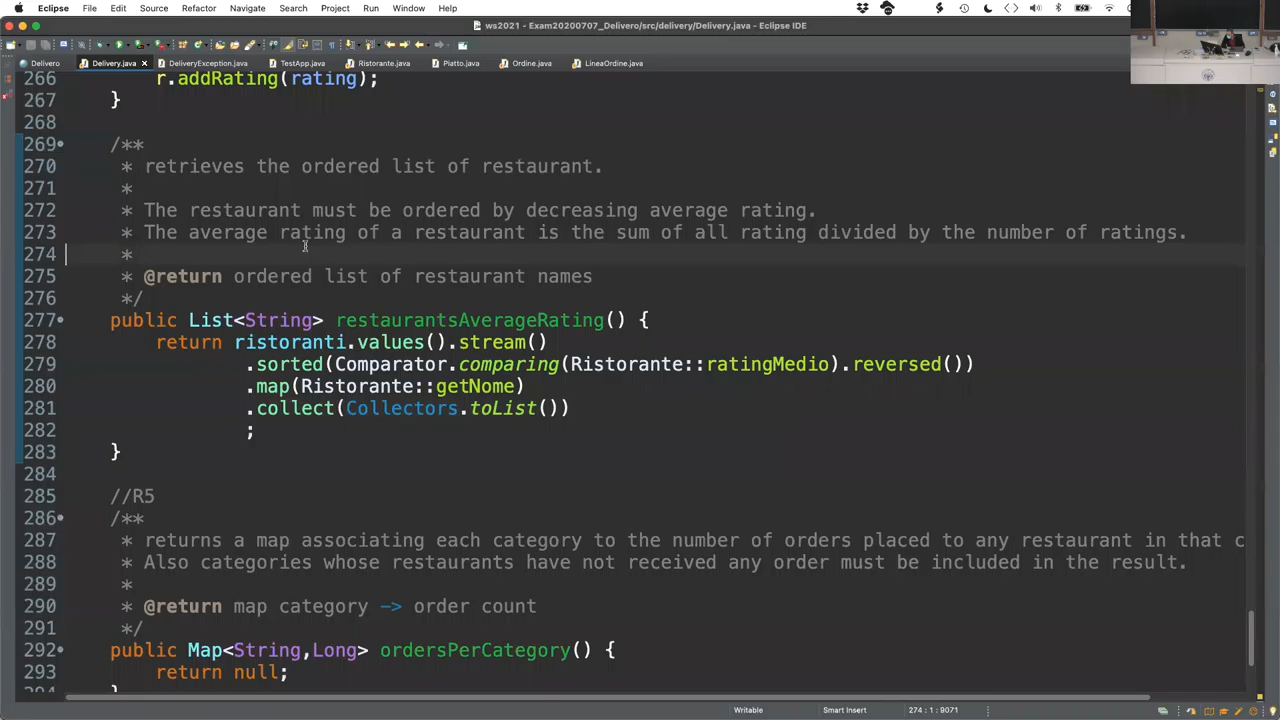 Eclipse File Edit Source Refactor Navigate Search Project Run Window Help
ws2021 - Exam20200707_Delivero/src/delivery/Delivery.java - Eclipse IDE
Delivero Delivery.java DeliveryException.java TestApp.java Ristorante.java Piatto.java Ordine.java LineaOrdine.java
266 r.addRating(rating);
267 }
268
269 /**
270 * retrieves the ordered list of restaurant.
271 *
272 * The restaurant must be ordered by decreasing average rating.
273 * The average rating of a restaurant is the sum of all rating divided by the number of ratings.
274 *
275 * @return ordered list of restaurant names
276 */
277 public List<String> restaurantsAverageRating() {
278 return ristoranti.values().stream()
279 .sorted(Comparator.comparing(Ristorante::ratingMedio).reversed())
280 .map(Ristorante::getNome)
281 .collect(Collectors.toList())
282 ;
283 }
284
285 //R5
286 /**
287 * returns a map associating each category to the number of orders placed to any restaurant in that c
288 * Also categories whose restaurants have not received any order must be included in the result.
289 *
290 * @return map category -> order count
291 */
292 public Map<String,Long> ordersPerCategory() {
293 return null;
294 }
Writable Smart Insert 274 : 1 : 9071